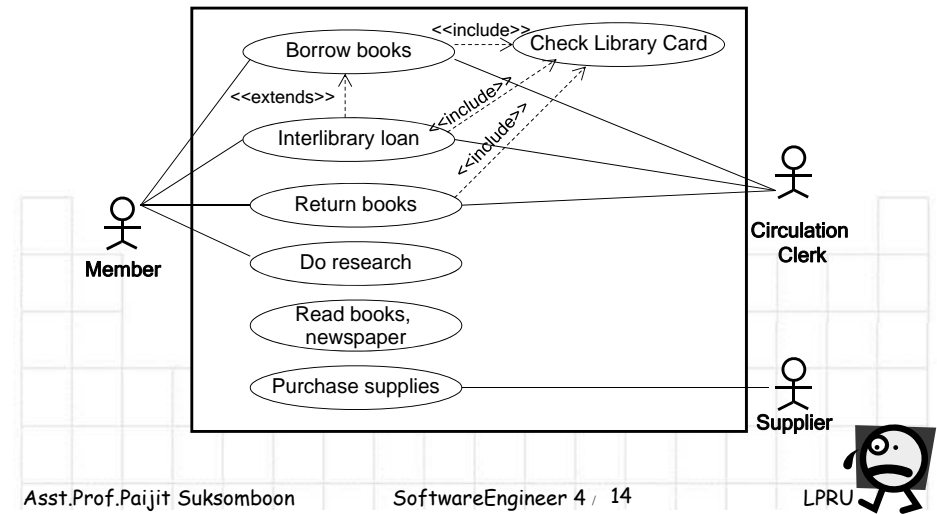 <<include>>
Borrow books
Check Library Card
<<extends>>
<<include>>
Interlibrary loan
<<include>>
Return books
Member
Circulation
Clerk
Do research
Read books,
newspaper
Purchase supplies
Supplier
Asst.Prof.Paijit Suksomboon
SoftwareEngineer 4 / 14
LPRU